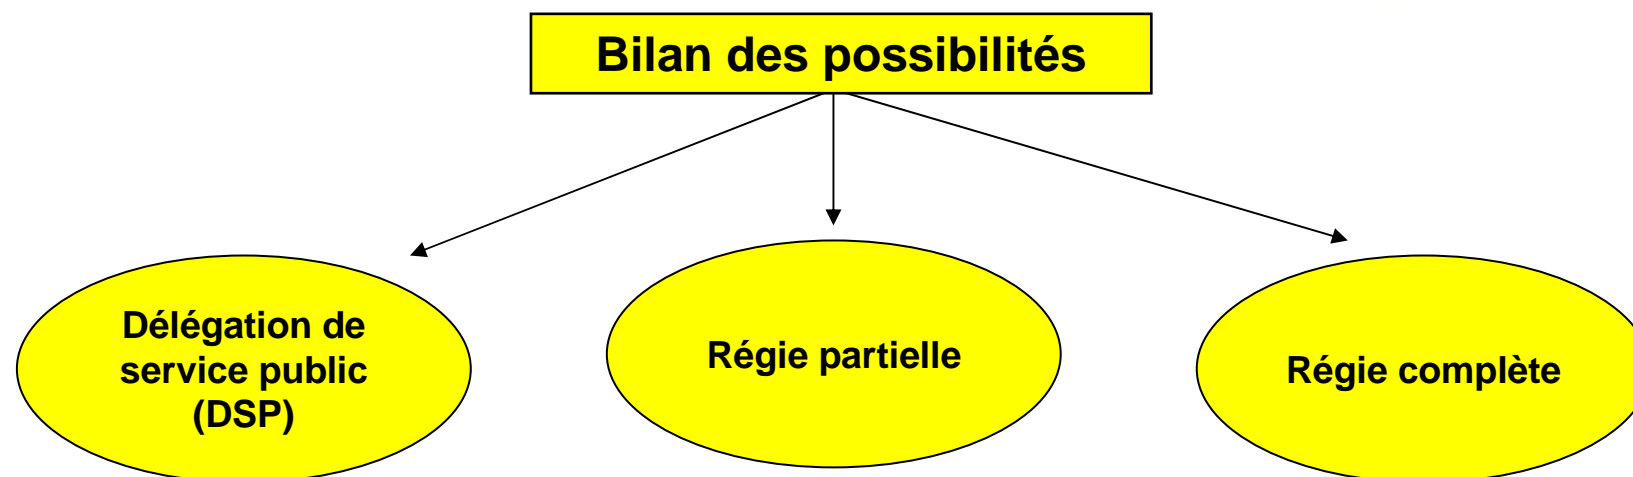 Bilan des possibilités
Délégation de
service public
(DSP)
Régie partielle
Régie complète